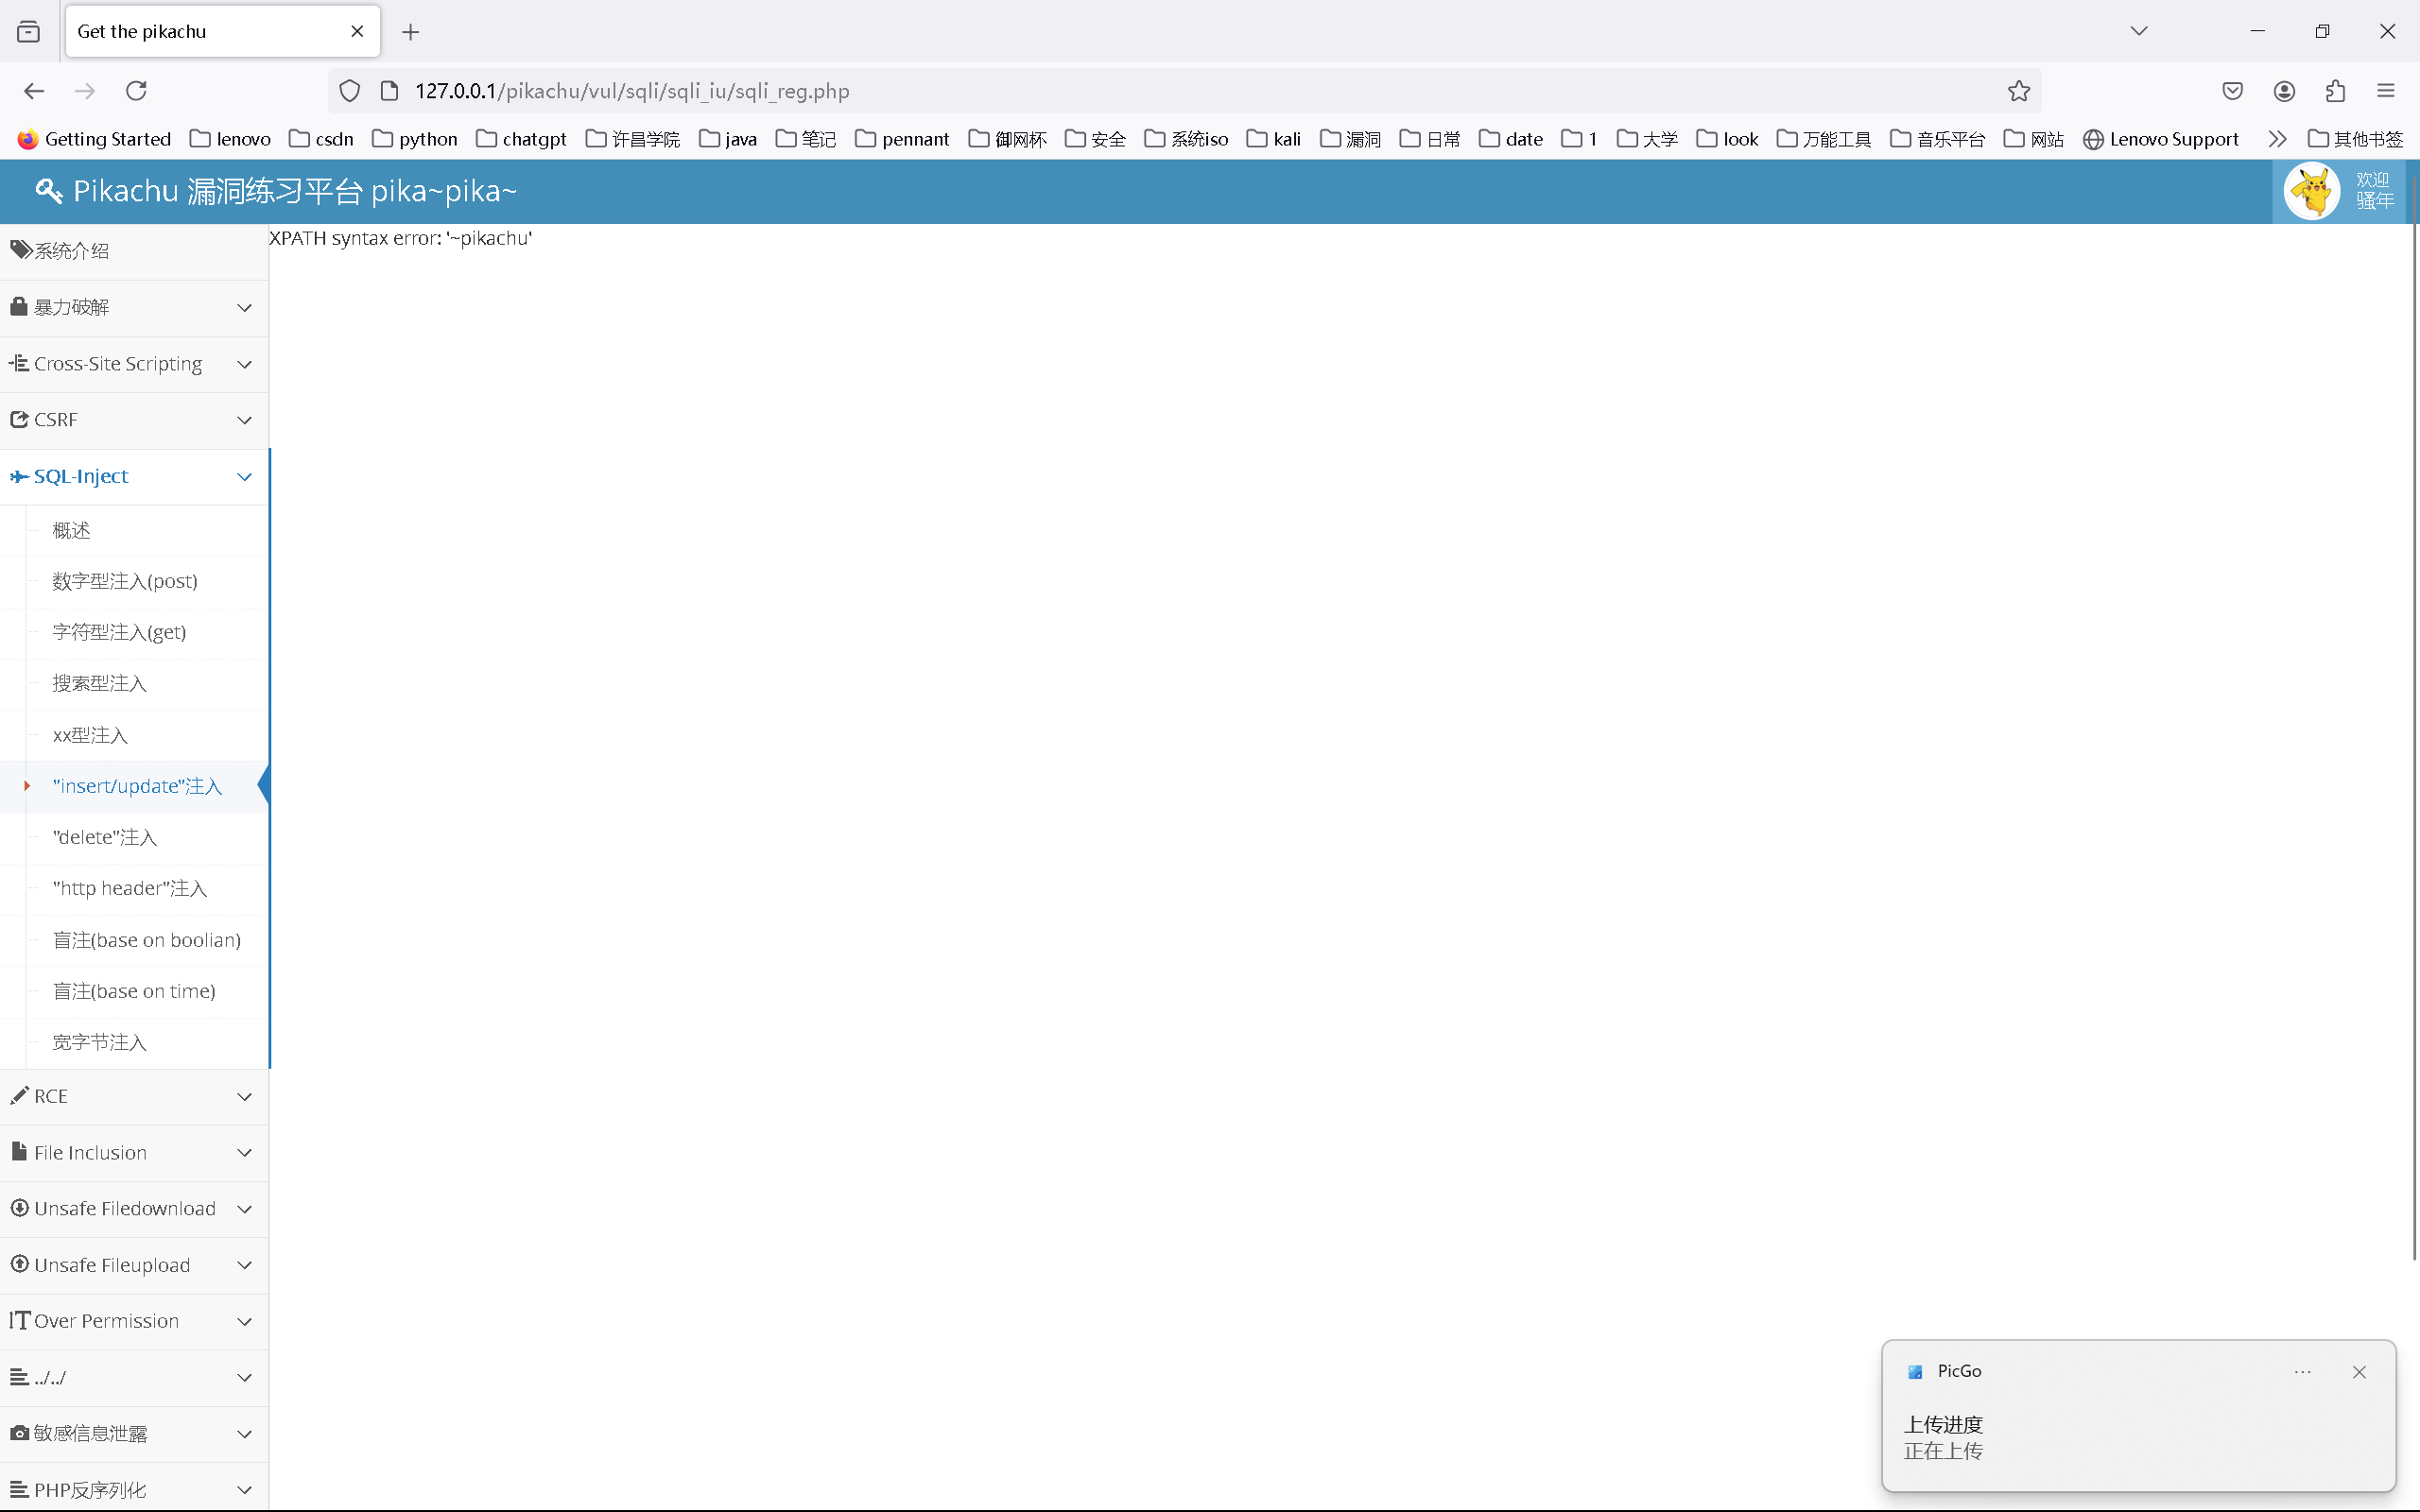 Get the pikachu
127.0.0.1/pikachu/vul/sqli/sqli_iu/sqli_reg.php
Getting Started lenovo csdn python chatgpt 许昌学院 java 笔记 pennant 御网杯 安全 系统iso kali 漏洞 日常 date 1 大学 look 万能工具 音乐平台 网站 Lenovo Support 其他书签
Pikachu 漏洞练习平台 pika~pika~
欢迎
骚年
系统介绍
XPATH syntax error: '~pikachu'
暴力破解
Cross-Site Scripting
CSRF
SQL-Inject
概述
数字型注入(post)
字符型注入(get)
搜索型注入
xx型注入
"insert/update"注入
"delete"注入
"http header"注入
盲注(base on boolian)
盲注(base on time)
宽字节注入
RCE
File Inclusion
Unsafe Filedownload
Unsafe Fileupload
Over Permission
../../
敏感信息泄露
PHP反序列化
PicGo
上传进度
正在上传